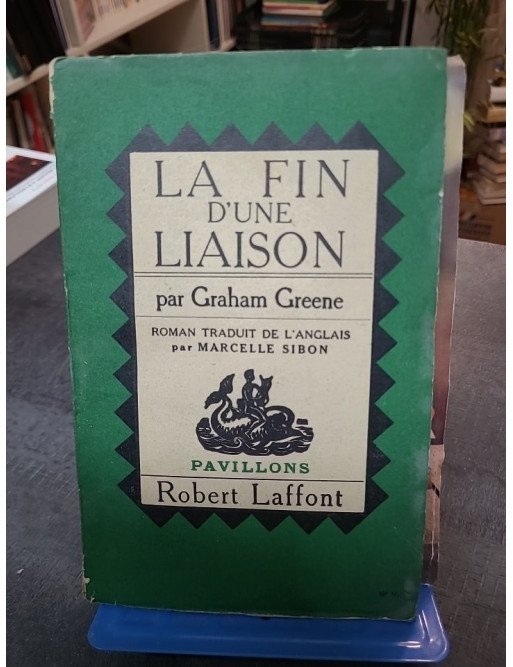 LA FIN
D'UNE
LIAISON
par Graham Greene
ROMAN TRADUIT DE L'ANGLAIS
par MARCELLE SIBON
PAVILLONS
Robert Laffont